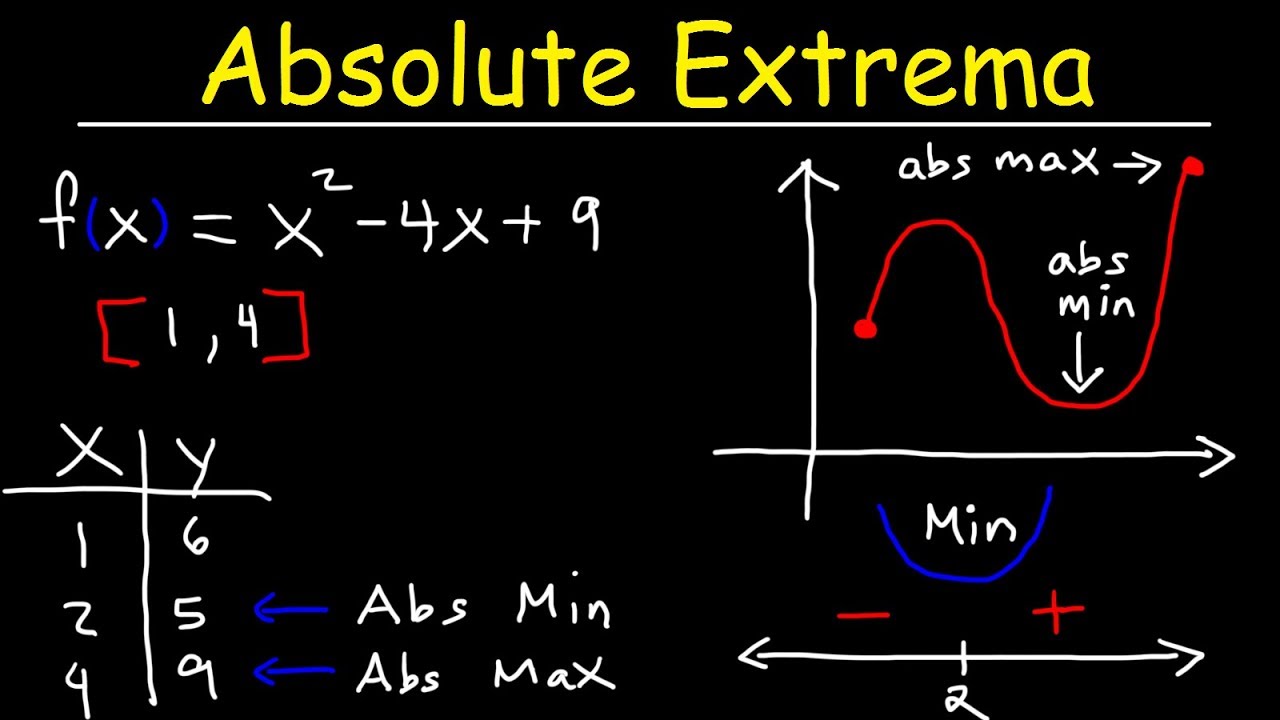 Absolute Extrema
f(x) = x² - 4x + 9
[1, 4]
X Y
1 6
2 5 ← Abs Min
4 9 ← Abs Max
abs max →
abs
min
↓
Min
- +
2